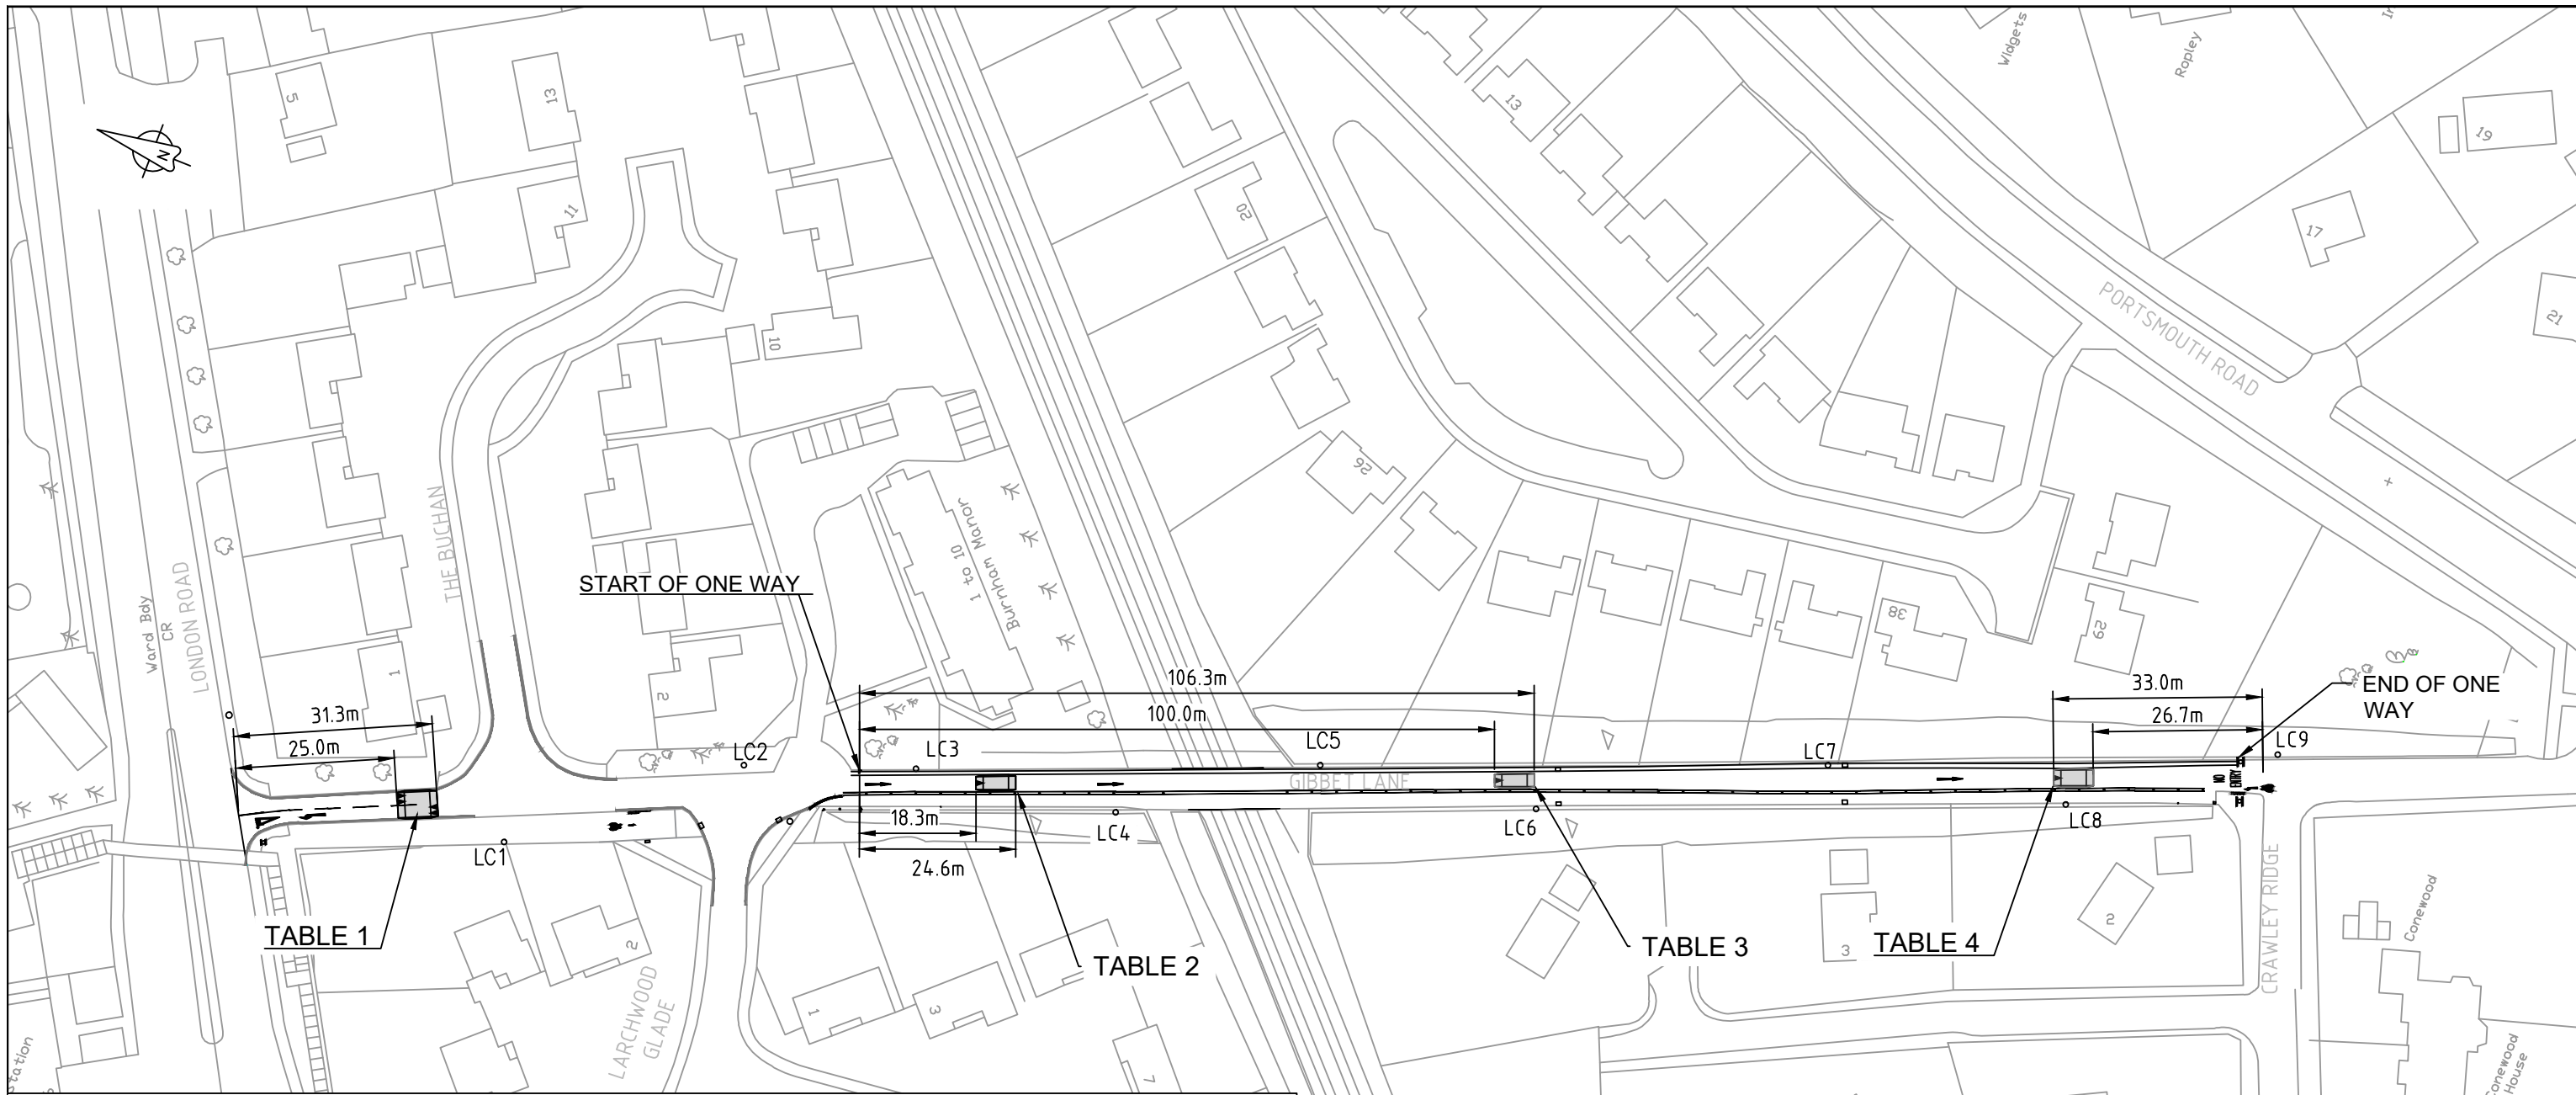 Widgets
Ropley
5
13
13
19
N
17
11
20
PORTSMOUTH ROAD
21
10
26
THE BUCHAN
1 to 10
Burnham Manor
START OF ONE WAY
LONDON ROAD
Ward Bdy
CR
38
29
1
2
106.3m
33.0m
END OF ONE
WAY
31.3m
100.0m
26.7m
25.0m
LC2
LC3
LC5
LC7
LC9
GIBBET LANE
NO
ENTRY
18.3m
LC4
LC6
LC8
LC1
24.6m
TABLE 1
TABLE 2
TABLE 3
TABLE 4
2
1
3
3
2
CRAWLEY RIDGE
Conewood
LARCHWOOD
GLADE
7
Conewood
House